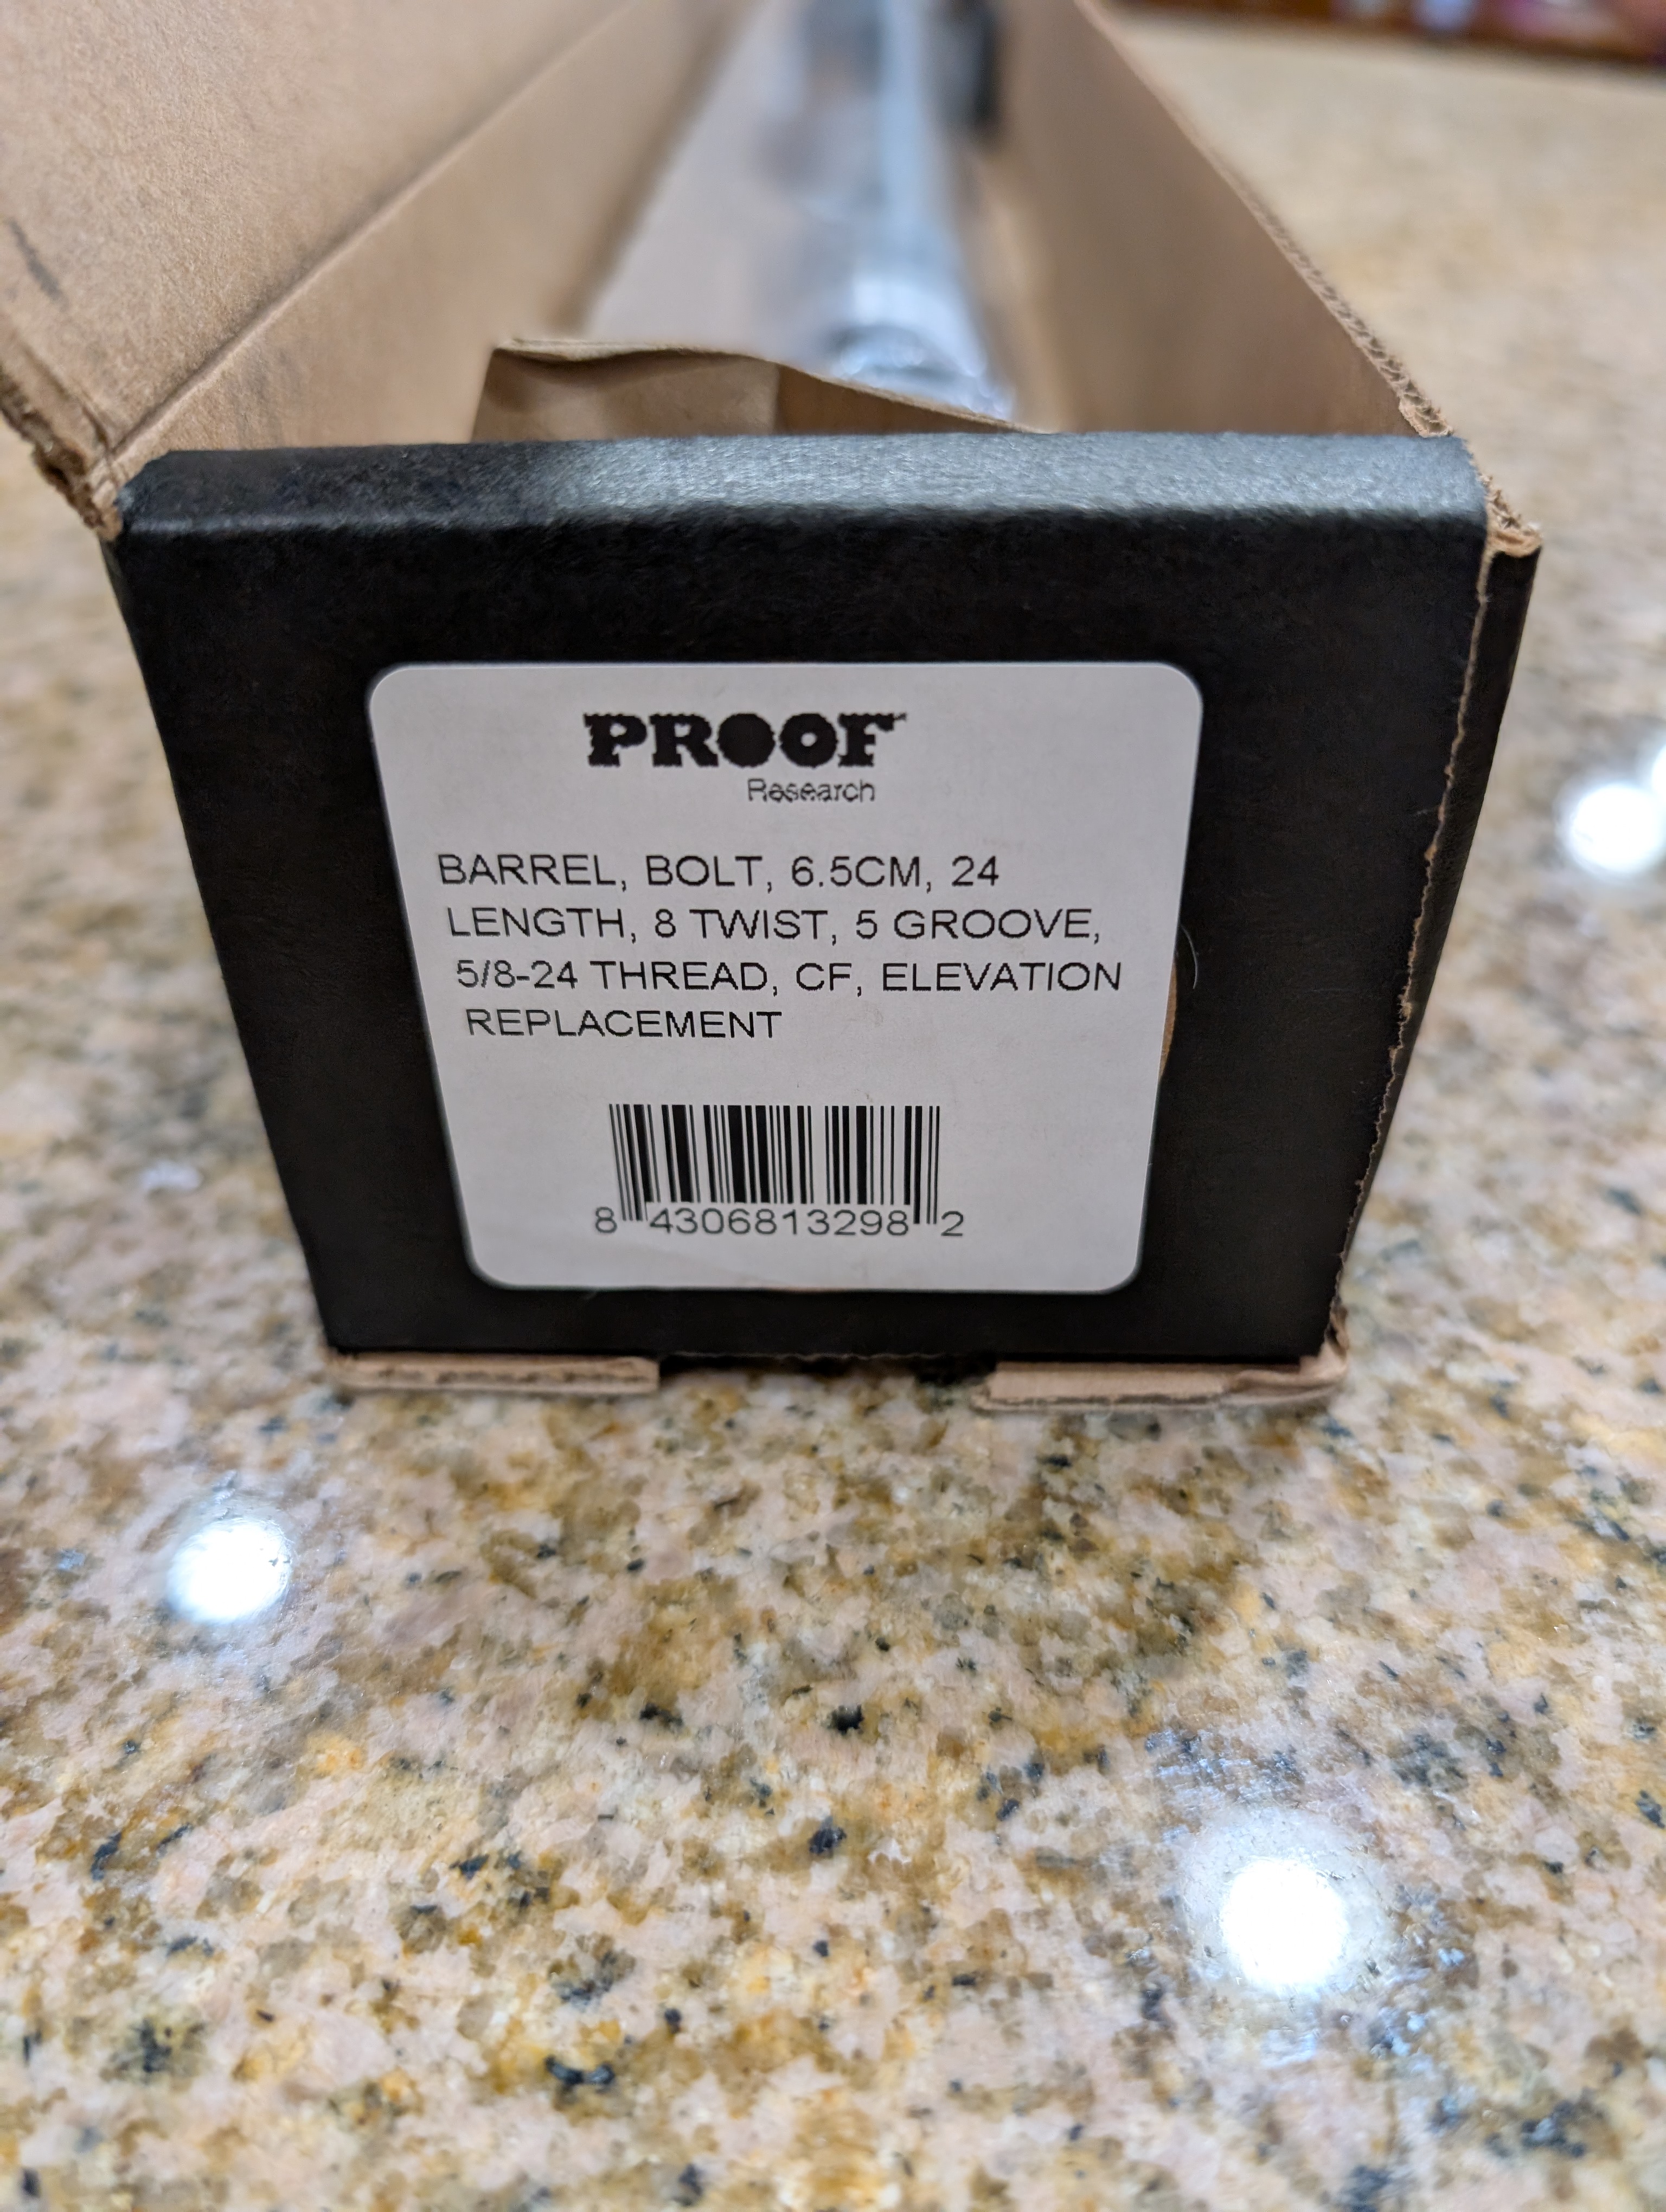 PROOF
Research
BARREL, BOLT, 6.5CM, 24
LENGTH, 8 TWIST, 5 GROOVE,
5/8-24 THREAD, CF, ELEVATION
REPLACEMENT
8 4306813298 2